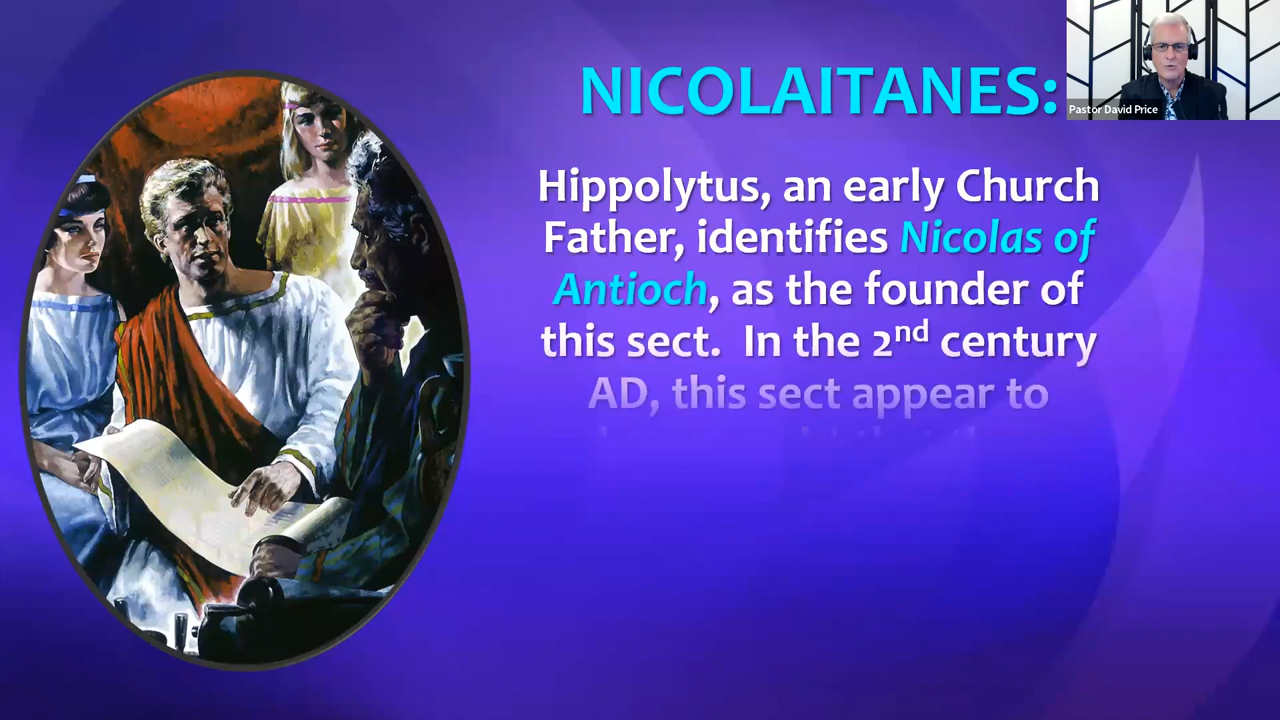 NICOLAITANES:
Pastor David Price
Hippolytus, an early Church
Father, identifies Nicolas of
Antioch, as the founder of
this sect. In the 2nd century
AD, this sect appear to